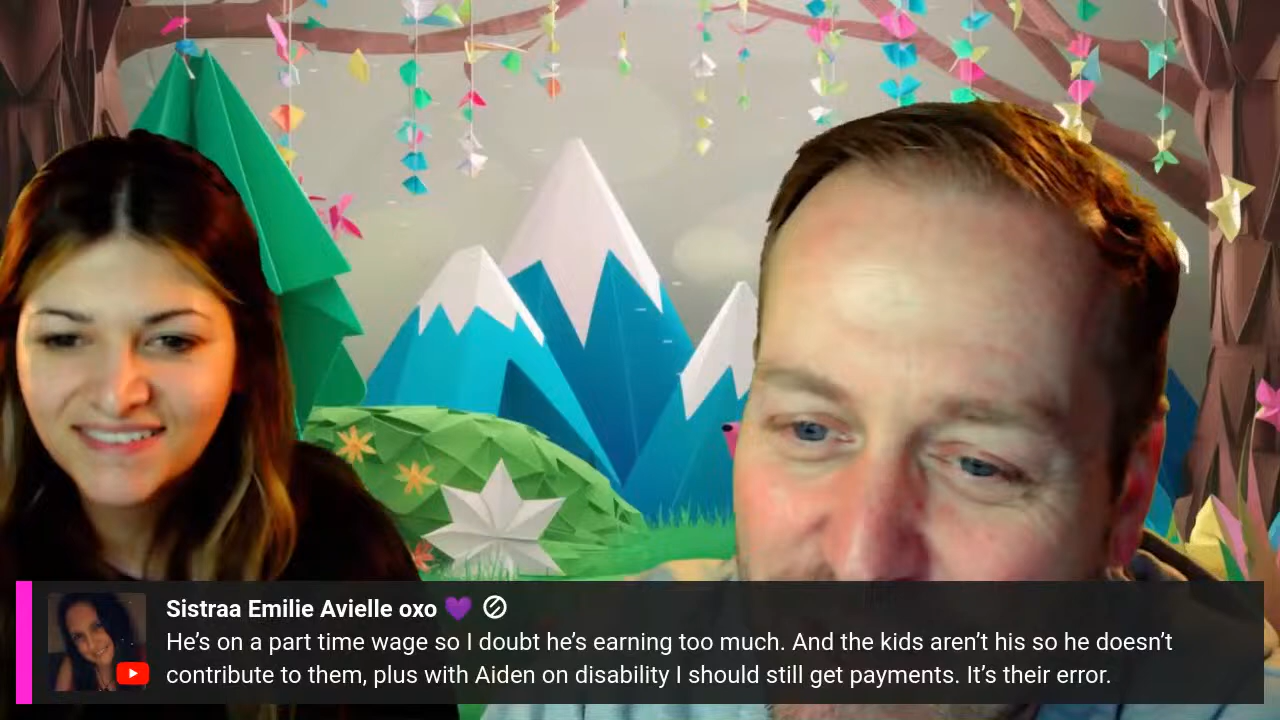 Sistraa Emilie Avielle oxo 💜
He’s on a part time wage so I doubt he’s earning too much. And the kids aren’t his so he doesn’t
contribute to them, plus with Aiden on disability I should still get payments. It’s their error.